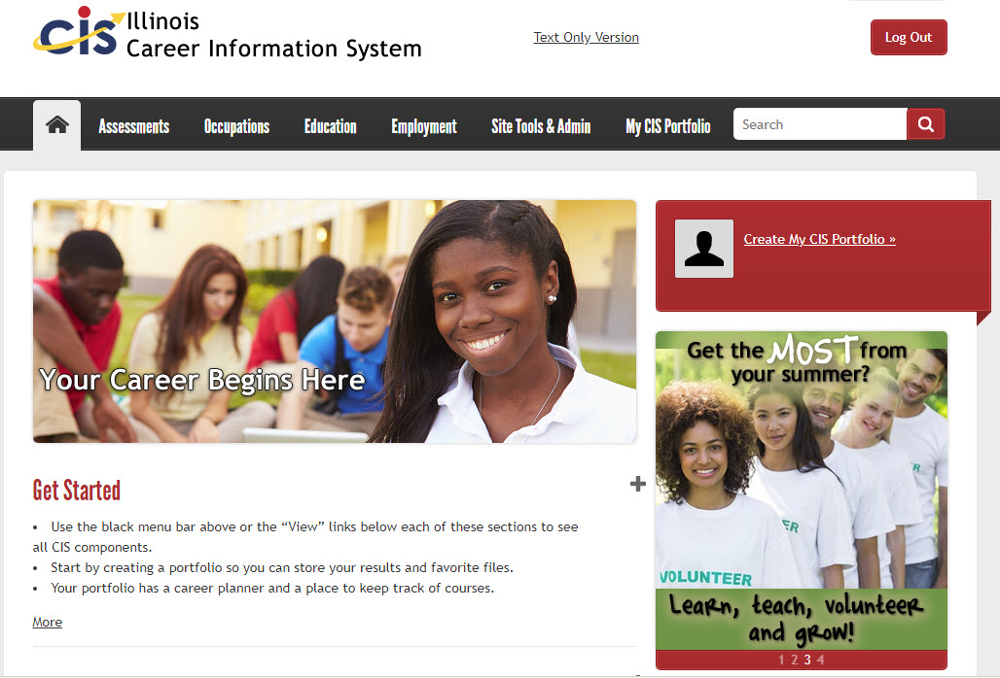 cis Illinois
Career Information System
Text Only Version
Log Out
Assessments Occupations Education Employment Site Tools & Admin My CIS Portfolio Search
Your Career Begins Here
Create My CIS Portfolio »
Get the MOST from
your summer?
ER
R
VOLUNTEER
Learn, teach, volunteer
and grow!
1 2 3 4
Get Started
• Use the black menu bar above or the “View” links below each of these sections to see
all CIS components.
• Start by creating a portfolio so you can store your results and favorite files.
• Your portfolio has a career planner and a place to keep track of courses.
More